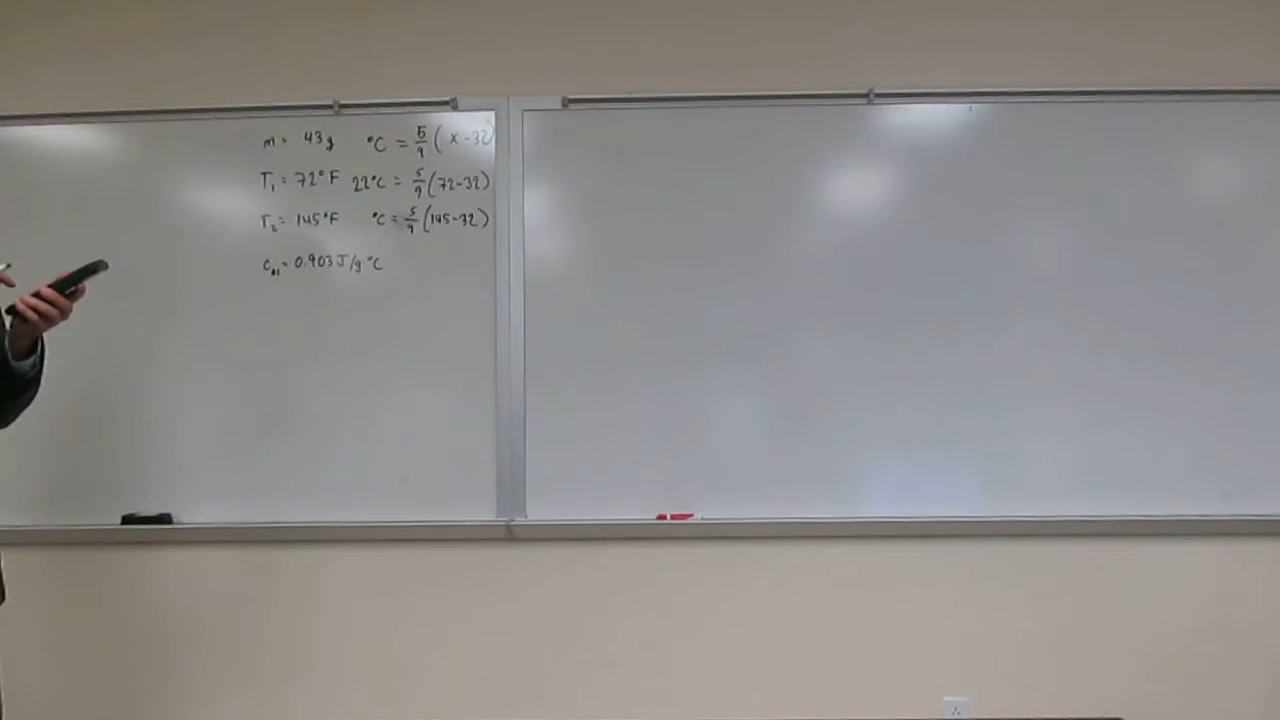 m = 43g °C = 5/9 ( x - 32)
T₁ = 72°F 22°C = 5/9 (72-32)
T₂ = 145°F °C = 5/9 (145-32)
c_Al = 0.903 J/g °C